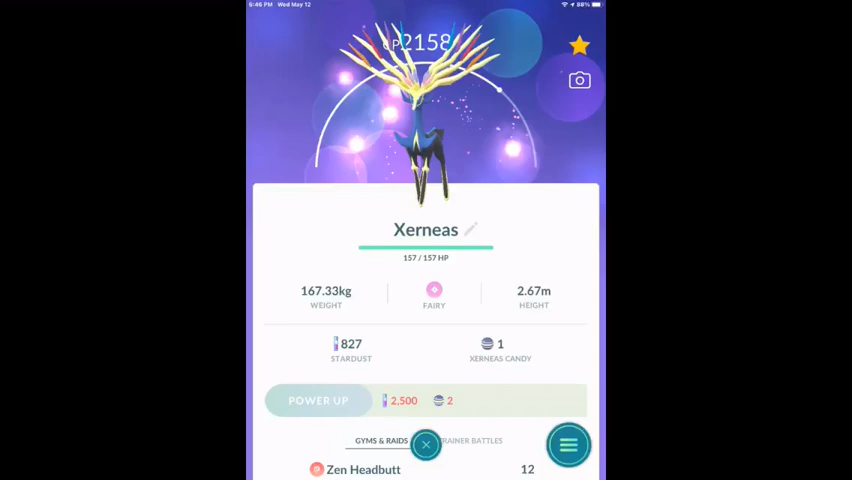 6:46 PM Wed May 12
88%
CP2158
Xerneas
157 / 157 HP
167.33kg
WEIGHT
FAIRY
2.67m
HEIGHT
827
STARDUST
1
XERNEAS CANDY
POWER UP 2,500 2
GYMS & RAIDS TRAINER BATTLES
Zen Headbutt 12